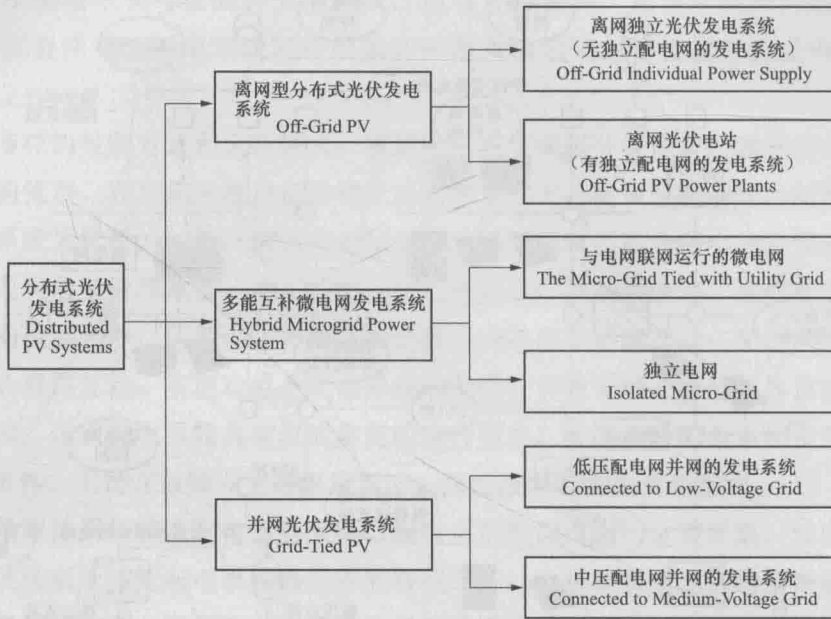 离网独立光伏发电系统
（无独立配电网的发电系统）
Off-Grid Individual Power Supply
离网型分布式光伏发电
系统
Off-Grid PV
离网光伏电站
（有独立配电网的发电系统）
Off-Grid PV Power Plants
与电网联网运行的微电网
The Micro-Grid Tied with Utility Grid
分布式光伏
发电系统
Distributed
PV Systems
多能互补微电网发电系统
Hybrid Microgrid Power
System
独立电网
Isolated Micro-Grid
低压配电网并网的发电系统
Connected to Low-Voltage Grid
并网光伏发电系统
Grid-Tied PV
中压配电网并网的发电系统
Connected to Medium-Voltage Grid